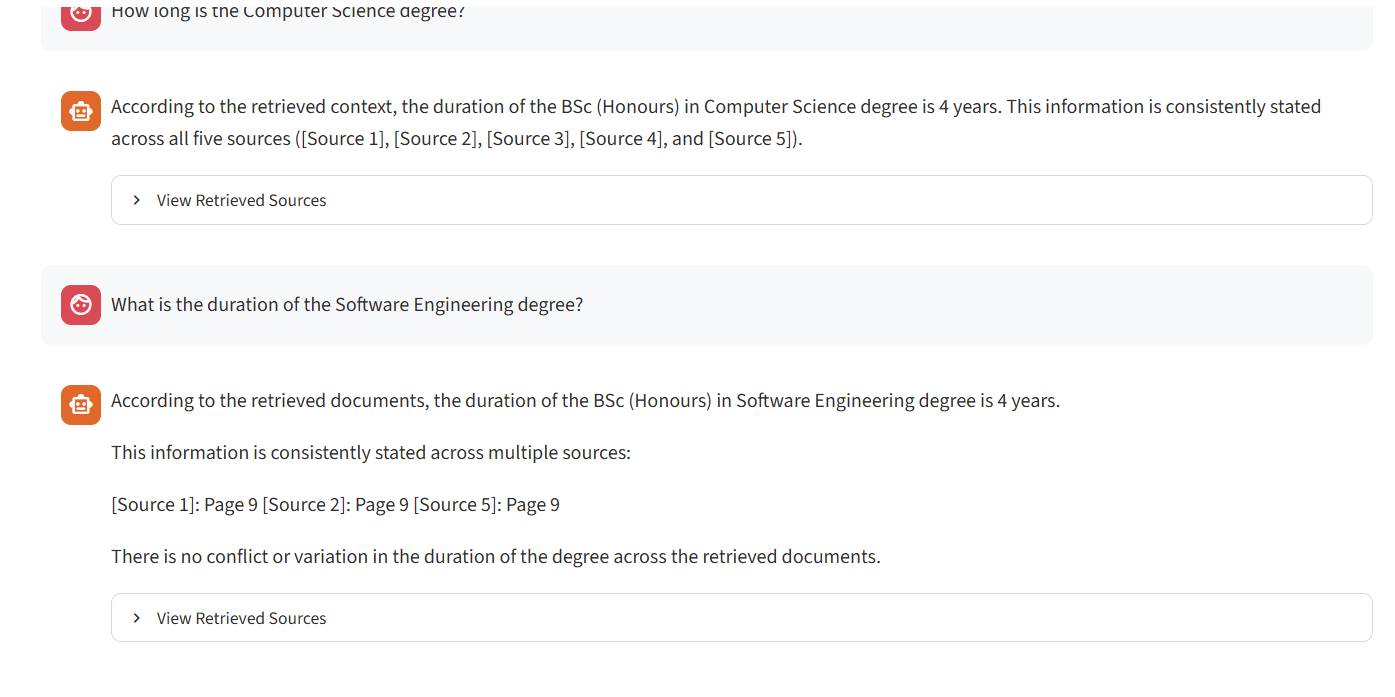 How long is the Computer Science degree?
According to the retrieved context, the duration of the BSc (Honours) in Computer Science degree is 4 years. This information is consistently stated
across all five sources ([Source 1], [Source 2], [Source 3], [Source 4], and [Source 5]).
View Retrieved Sources
What is the duration of the Software Engineering degree?
According to the retrieved documents, the duration of the BSc (Honours) in Software Engineering degree is 4 years.
This information is consistently stated across multiple sources:
[Source 1]: Page 9 [Source 2]: Page 9 [Source 5]: Page 9
There is no conflict or variation in the duration of the degree across the retrieved documents.
View Retrieved Sources